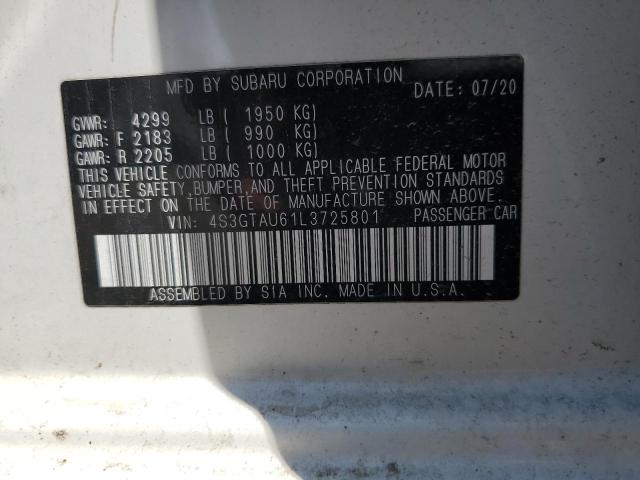 MFD BY SUBARU CORPORATION DATE: 07/20
GVWR: 4299 LB ( 1950 KG)
GAWR: F 2183 LB ( 990 KG)
GAWR: R 2205 LB ( 1000 KG)
THIS VEHICLE CONFORMS TO ALL APPLICABLE FEDERAL MOTOR
VEHICLE SAFETY, BUMPER AND THEFT PREVENTION STANDARDS
IN EFFECT ON THE DATE OF MANUFACTURE SHOWN ABOVE.
VIN: 4S3GTAU61L3725801 PASSENGER CAR
ASSEMBLED BY SIA INC. MADE IN U.S.A.